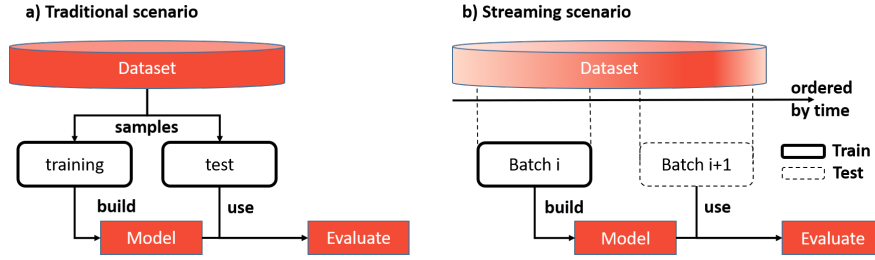 a) Traditional scenario
Dataset
samples
training
test
build
use
Model
Evaluate
b) Streaming scenario
Dataset
ordered
by time
Batch i
Batch i+1
Train
Test
build
use
Model
Evaluate